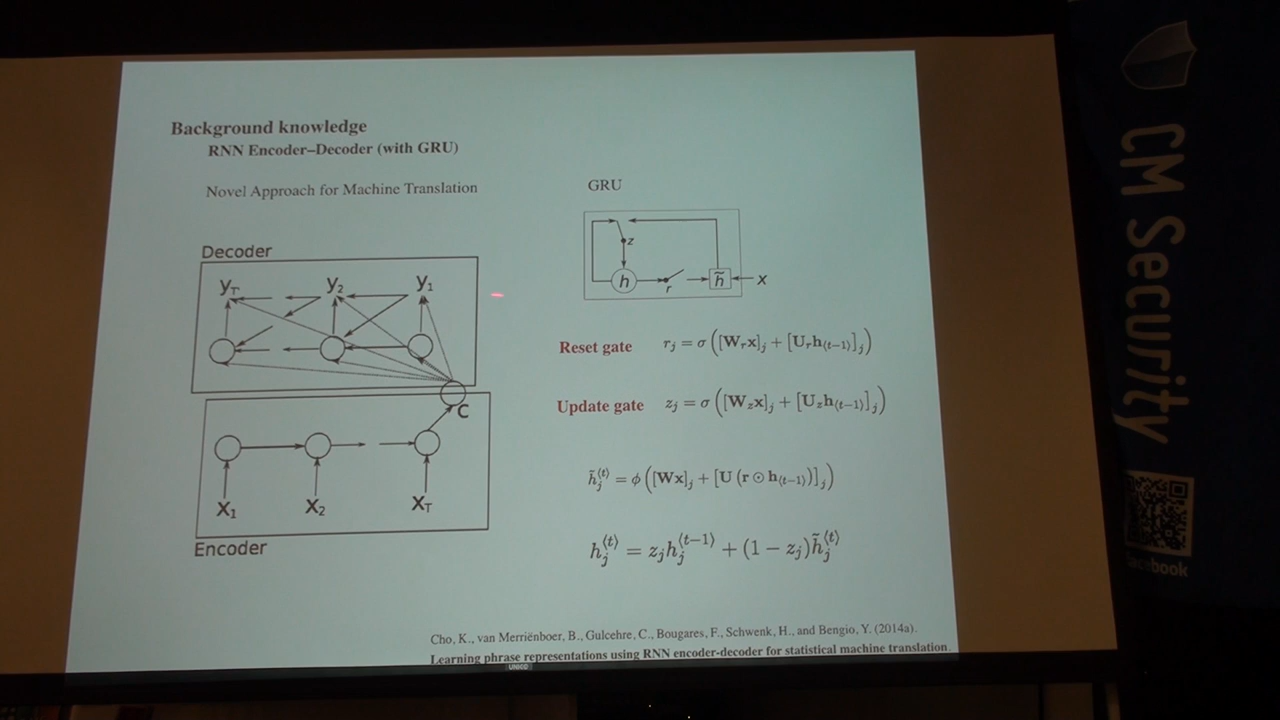 Background knowledge
RNN Encoder–Decoder (with GRU)
Novel Approach for Machine Translation
Decoder
y_T y_2 y_1
C
X_1 X_2 X_T
Encoder
GRU
z
h r h̃ x
Reset gate r_j = σ([W_r x]_j + [U_r h_⟨t−1⟩]_j)
Update gate z_j = σ([W_z x]_j + [U_z h_⟨t−1⟩]_j)
h̃_j^⟨t⟩ = ϕ([Wx]_j + [U(r ⊙ h_⟨t−1⟩)]_j)
h_j^⟨t⟩ = z_j h_j^⟨t−1⟩ + (1 − z_j) h̃_j^⟨t⟩
Cho, K., van Merriënboer, B., Gulcehre, C., Bougares, F., Schwenk, H., and Bengio, Y. (2014a).
Learning phrase representations using RNN encoder-decoder for statistical machine translation.
UNICO
CM Security
facebook